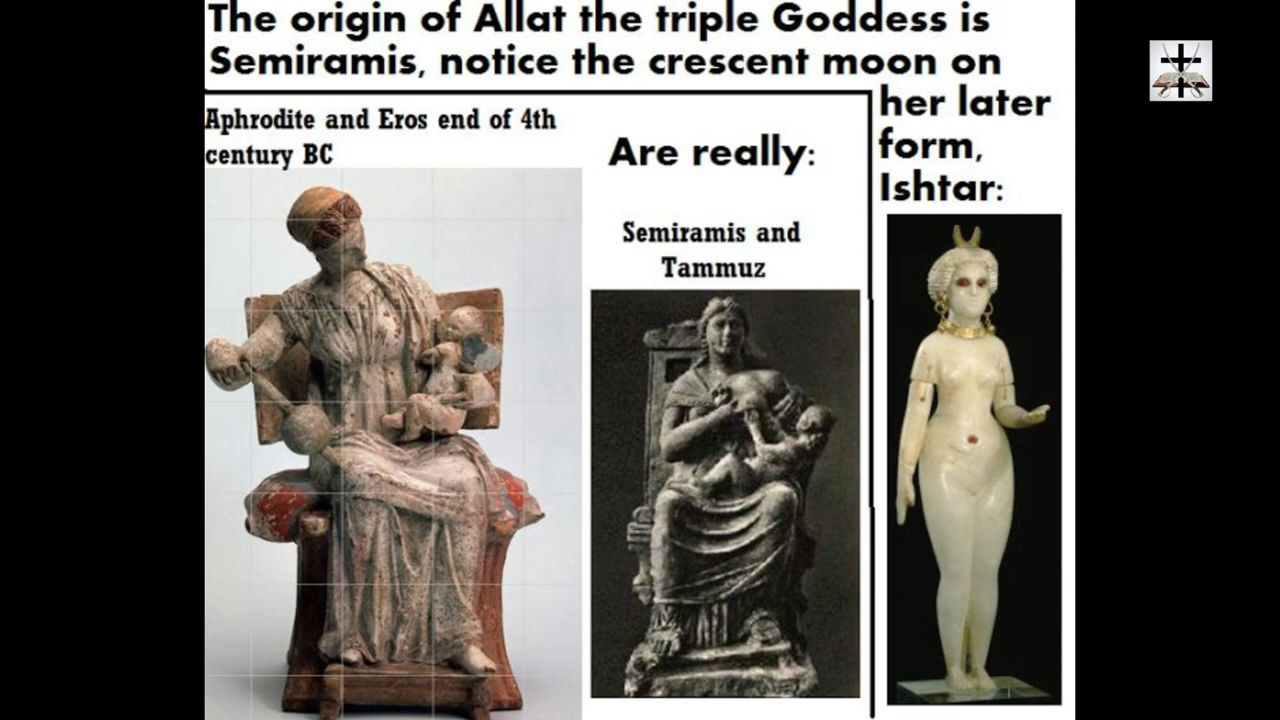 The origin of Allat the triple Goddess is
Semiramis, notice the crescent moon on
her later
form,
Ishtar:
Aphrodite and Eros end of 4th
century BC
Are really:
Semiramis and
Tammuz